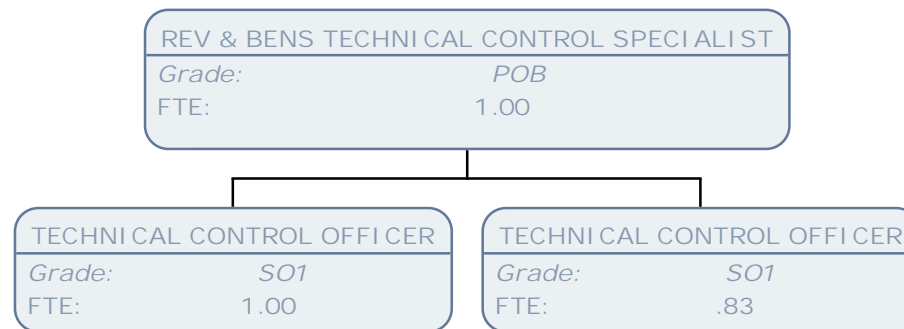 REV & BENS TECHNICAL CONTROL SPECIALIST
Grade: POB
FTE: 1.00
TECHNICAL CONTROL OFFICER
Grade: SO1
FTE: 1.00
TECHNICAL CONTROL OFFICER
Grade: SO1
FTE: .83